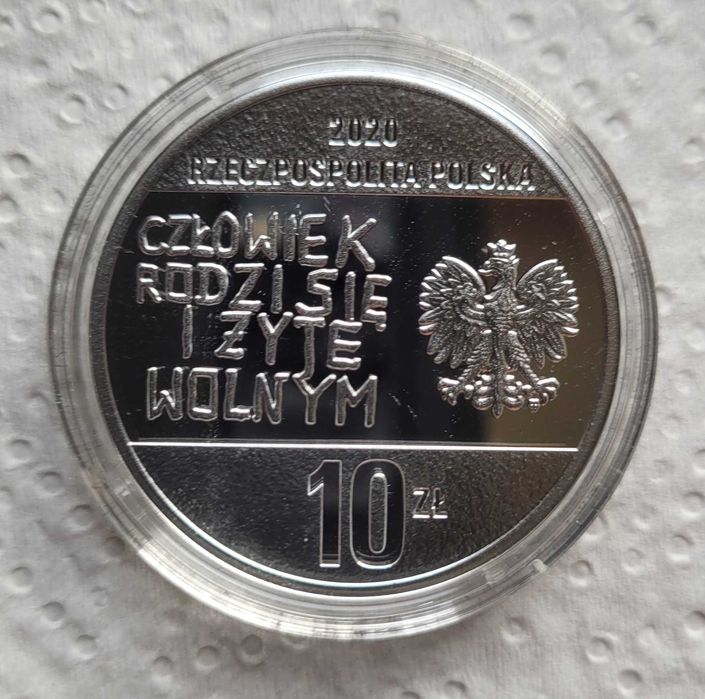 2020
RZECZPOSPOLITA POLSKA
CZŁOWIEK
RODZI SIĘ
I ŻYJE
WOLNYM
10 ZŁ